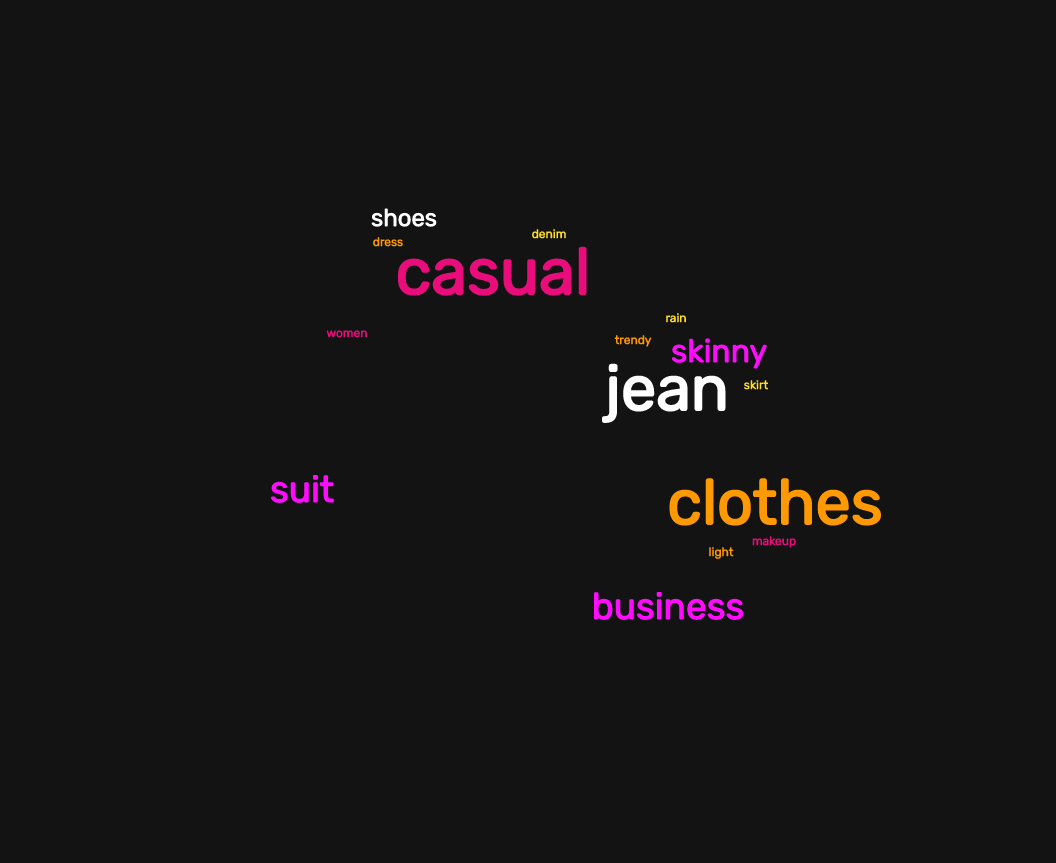 shoes
denim
dress
casual
rain
women
trendy
skinny
jean
skirt
suit
clothes
makeup
light
business